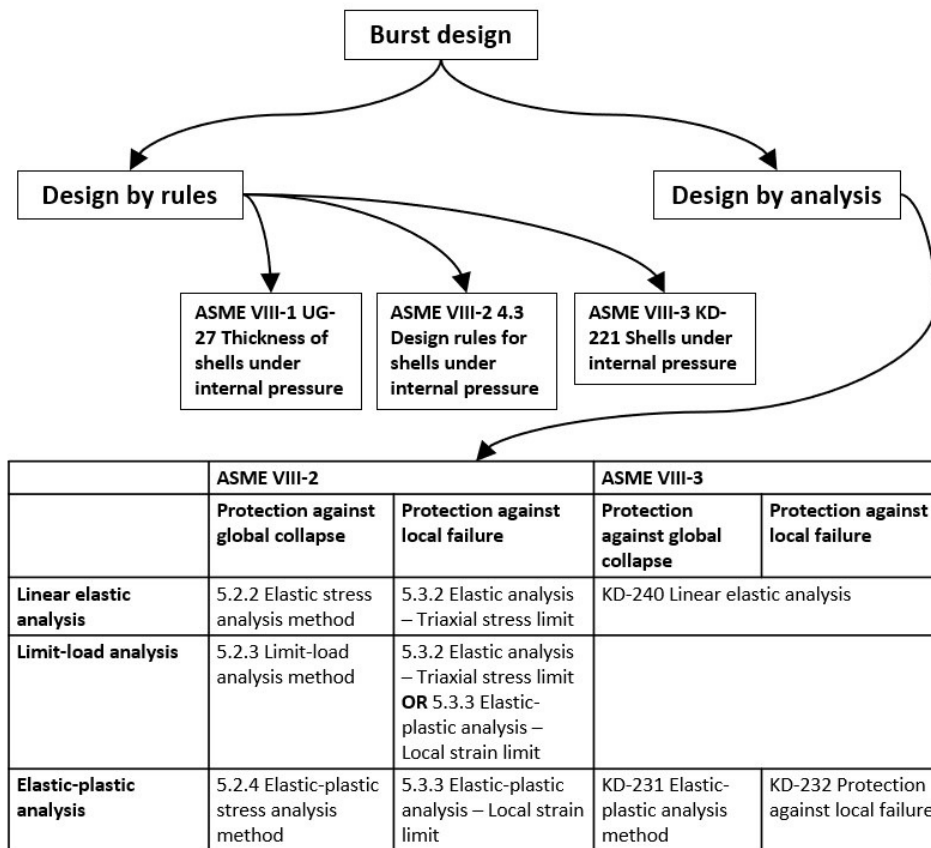 Burst design
Design by rules
Design by analysis
ASME VIII-1 UG-
27 Thickness of
shells under
internal pressure
ASME VIII-2 4.3
Design rules for
shells under
internal pressure
ASME VIII-3 KD-
221 Shells under
internal pressure
ASME VIII-2
ASME VIII-3
Protection against
global collapse
Protection against
local failure
Protection
against global
collapse
Protection against
local failure
Linear elastic
analysis
5.2.2 Elastic stress
analysis method
5.3.2 Elastic analysis
– Triaxial stress limit
KD-240 Linear elastic analysis
Limit-load analysis
5.2.3 Limit-load
analysis method
5.3.2 Elastic analysis
– Triaxial stress limit
OR 5.3.3 Elastic-
plastic analysis –
Local strain limit
Elastic-plastic
analysis
5.2.4 Elastic-plastic
stress analysis
method
5.3.3 Elastic-plastic
analysis – Local strain
limit
KD-231 Elastic-
plastic analysis
method
KD-232 Protection
against local failure